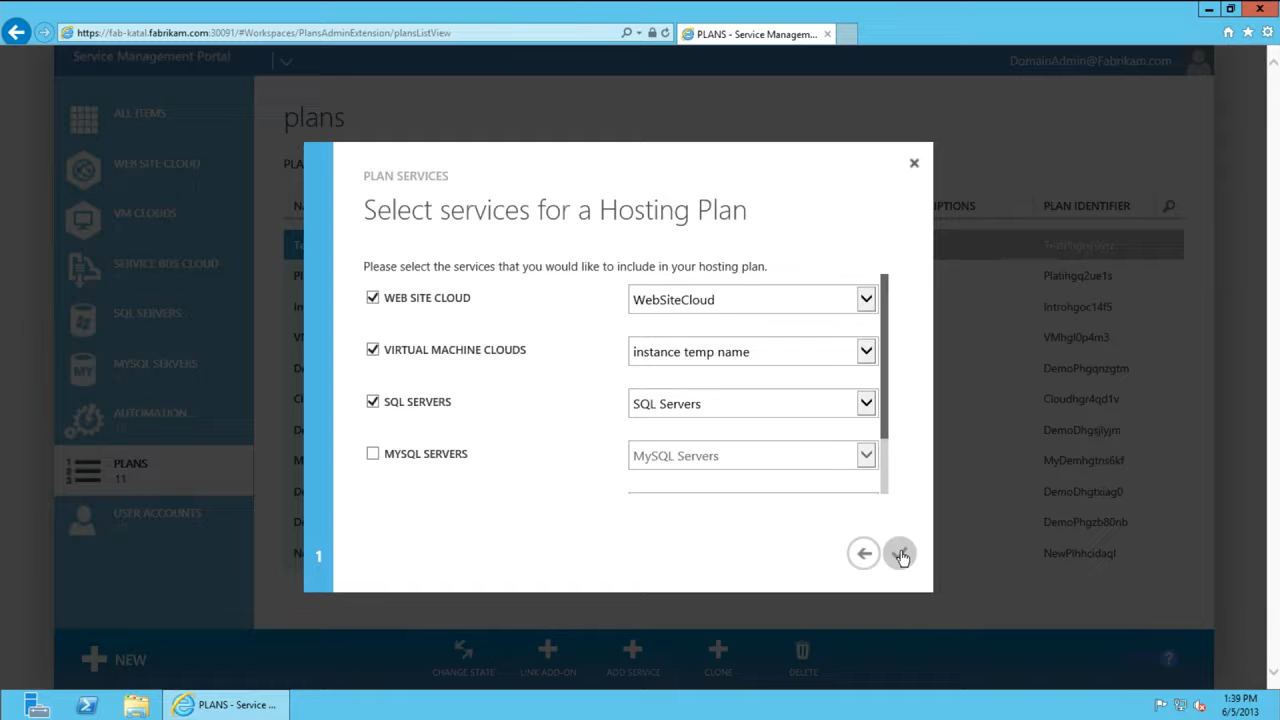 https://fab-katal.fabrikam.com:30091/#Workspaces/PlansAdminExtension/plansListView
PLANS - Service Managem...
Service Management Portal
DomainAdmin@Fabrikam.com
ALL ITEMS
WEB SITE CLOUD
VM CLOUDS
SERVICE BUS CLOUD
SQL SERVERS
MYSQL SERVERS
AUTOMATION
PLANS
11
USER ACCOUNTS
plans
PLAN IDENTIFIER
Platihgq2ue1s
Introhgc14f5
VMhgl0p4m3
DemoPhgqnzgtm
Cloudhgr4qd1v
DemoDhgsjlyjm
MyDemhgtns6kf
DemoDhgtxiag0
DemoPhgzb80nb
NewPlhhcidaql
PLAN SERVICES
Select services for a Hosting Plan
Please select the services that you would like to include in your hosting plan.
WEB SITE CLOUD
WebSiteCloud
VIRTUAL MACHINE CLOUDS
instance temp name
SQL SERVERS
SQL Servers
MYSQL SERVERS
MySQL Servers
1
NEW
CHANGE STATE
LINK ADD-ON
ADD SERVICE
CLONE
DELETE
?
PLANS - Service ...
1:39 PM
6/5/2013